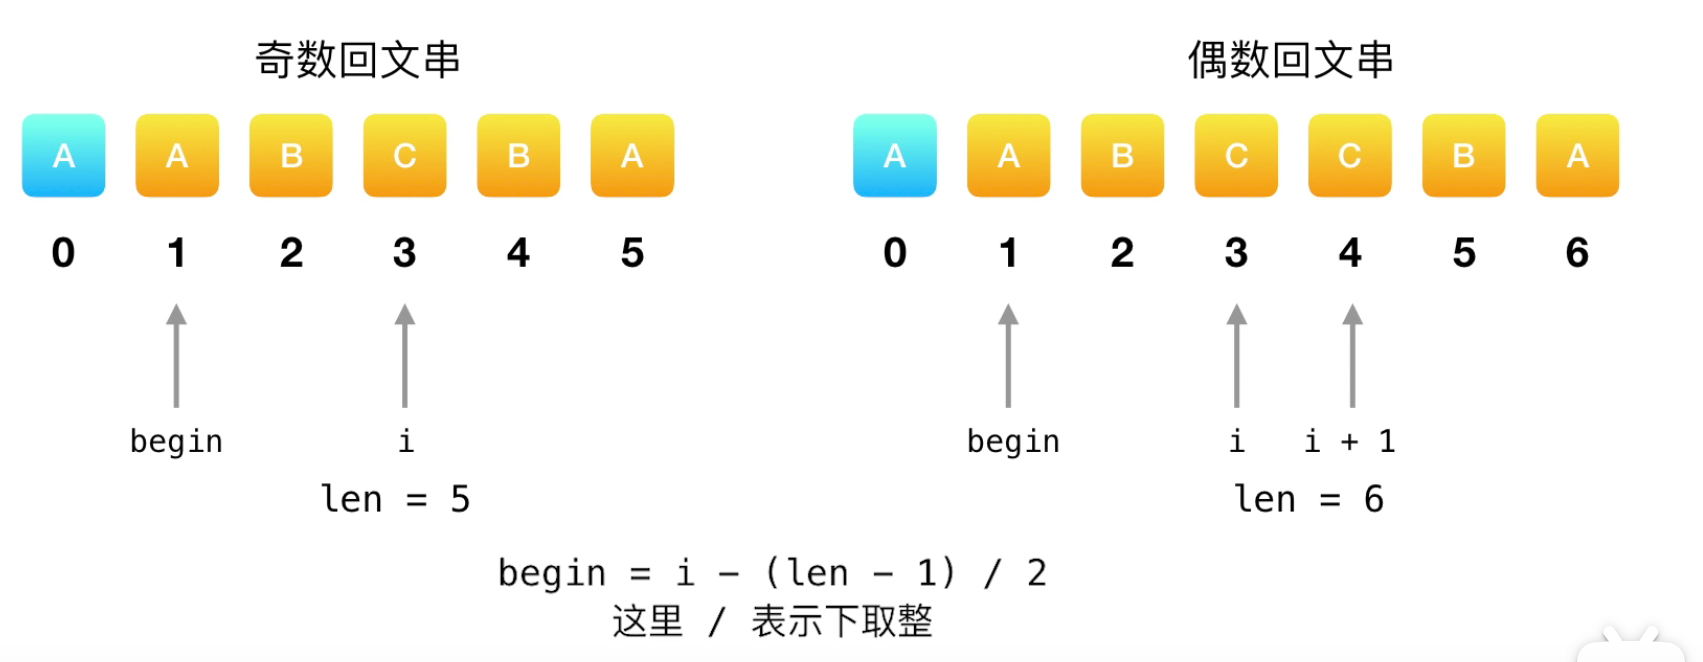 奇数回文串
A A B C B A
0 1 2 3 4 5
begin i
len = 5
偶数回文串
A A B C C B A
0 1 2 3 4 5 6
begin i i + 1
len = 6
begin = i − (len − 1) / 2
这里 / 表示下取整